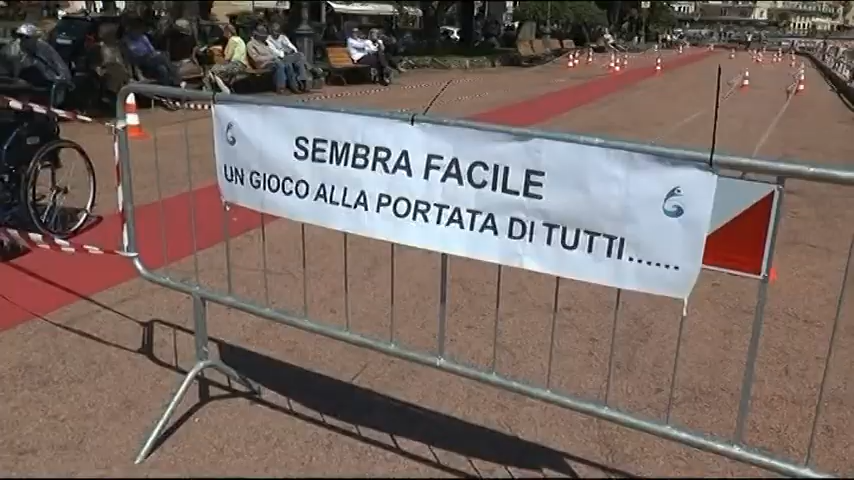 SEMBRA FACILE
UN GIOCO ALLA PORTATA DI TUTTI......